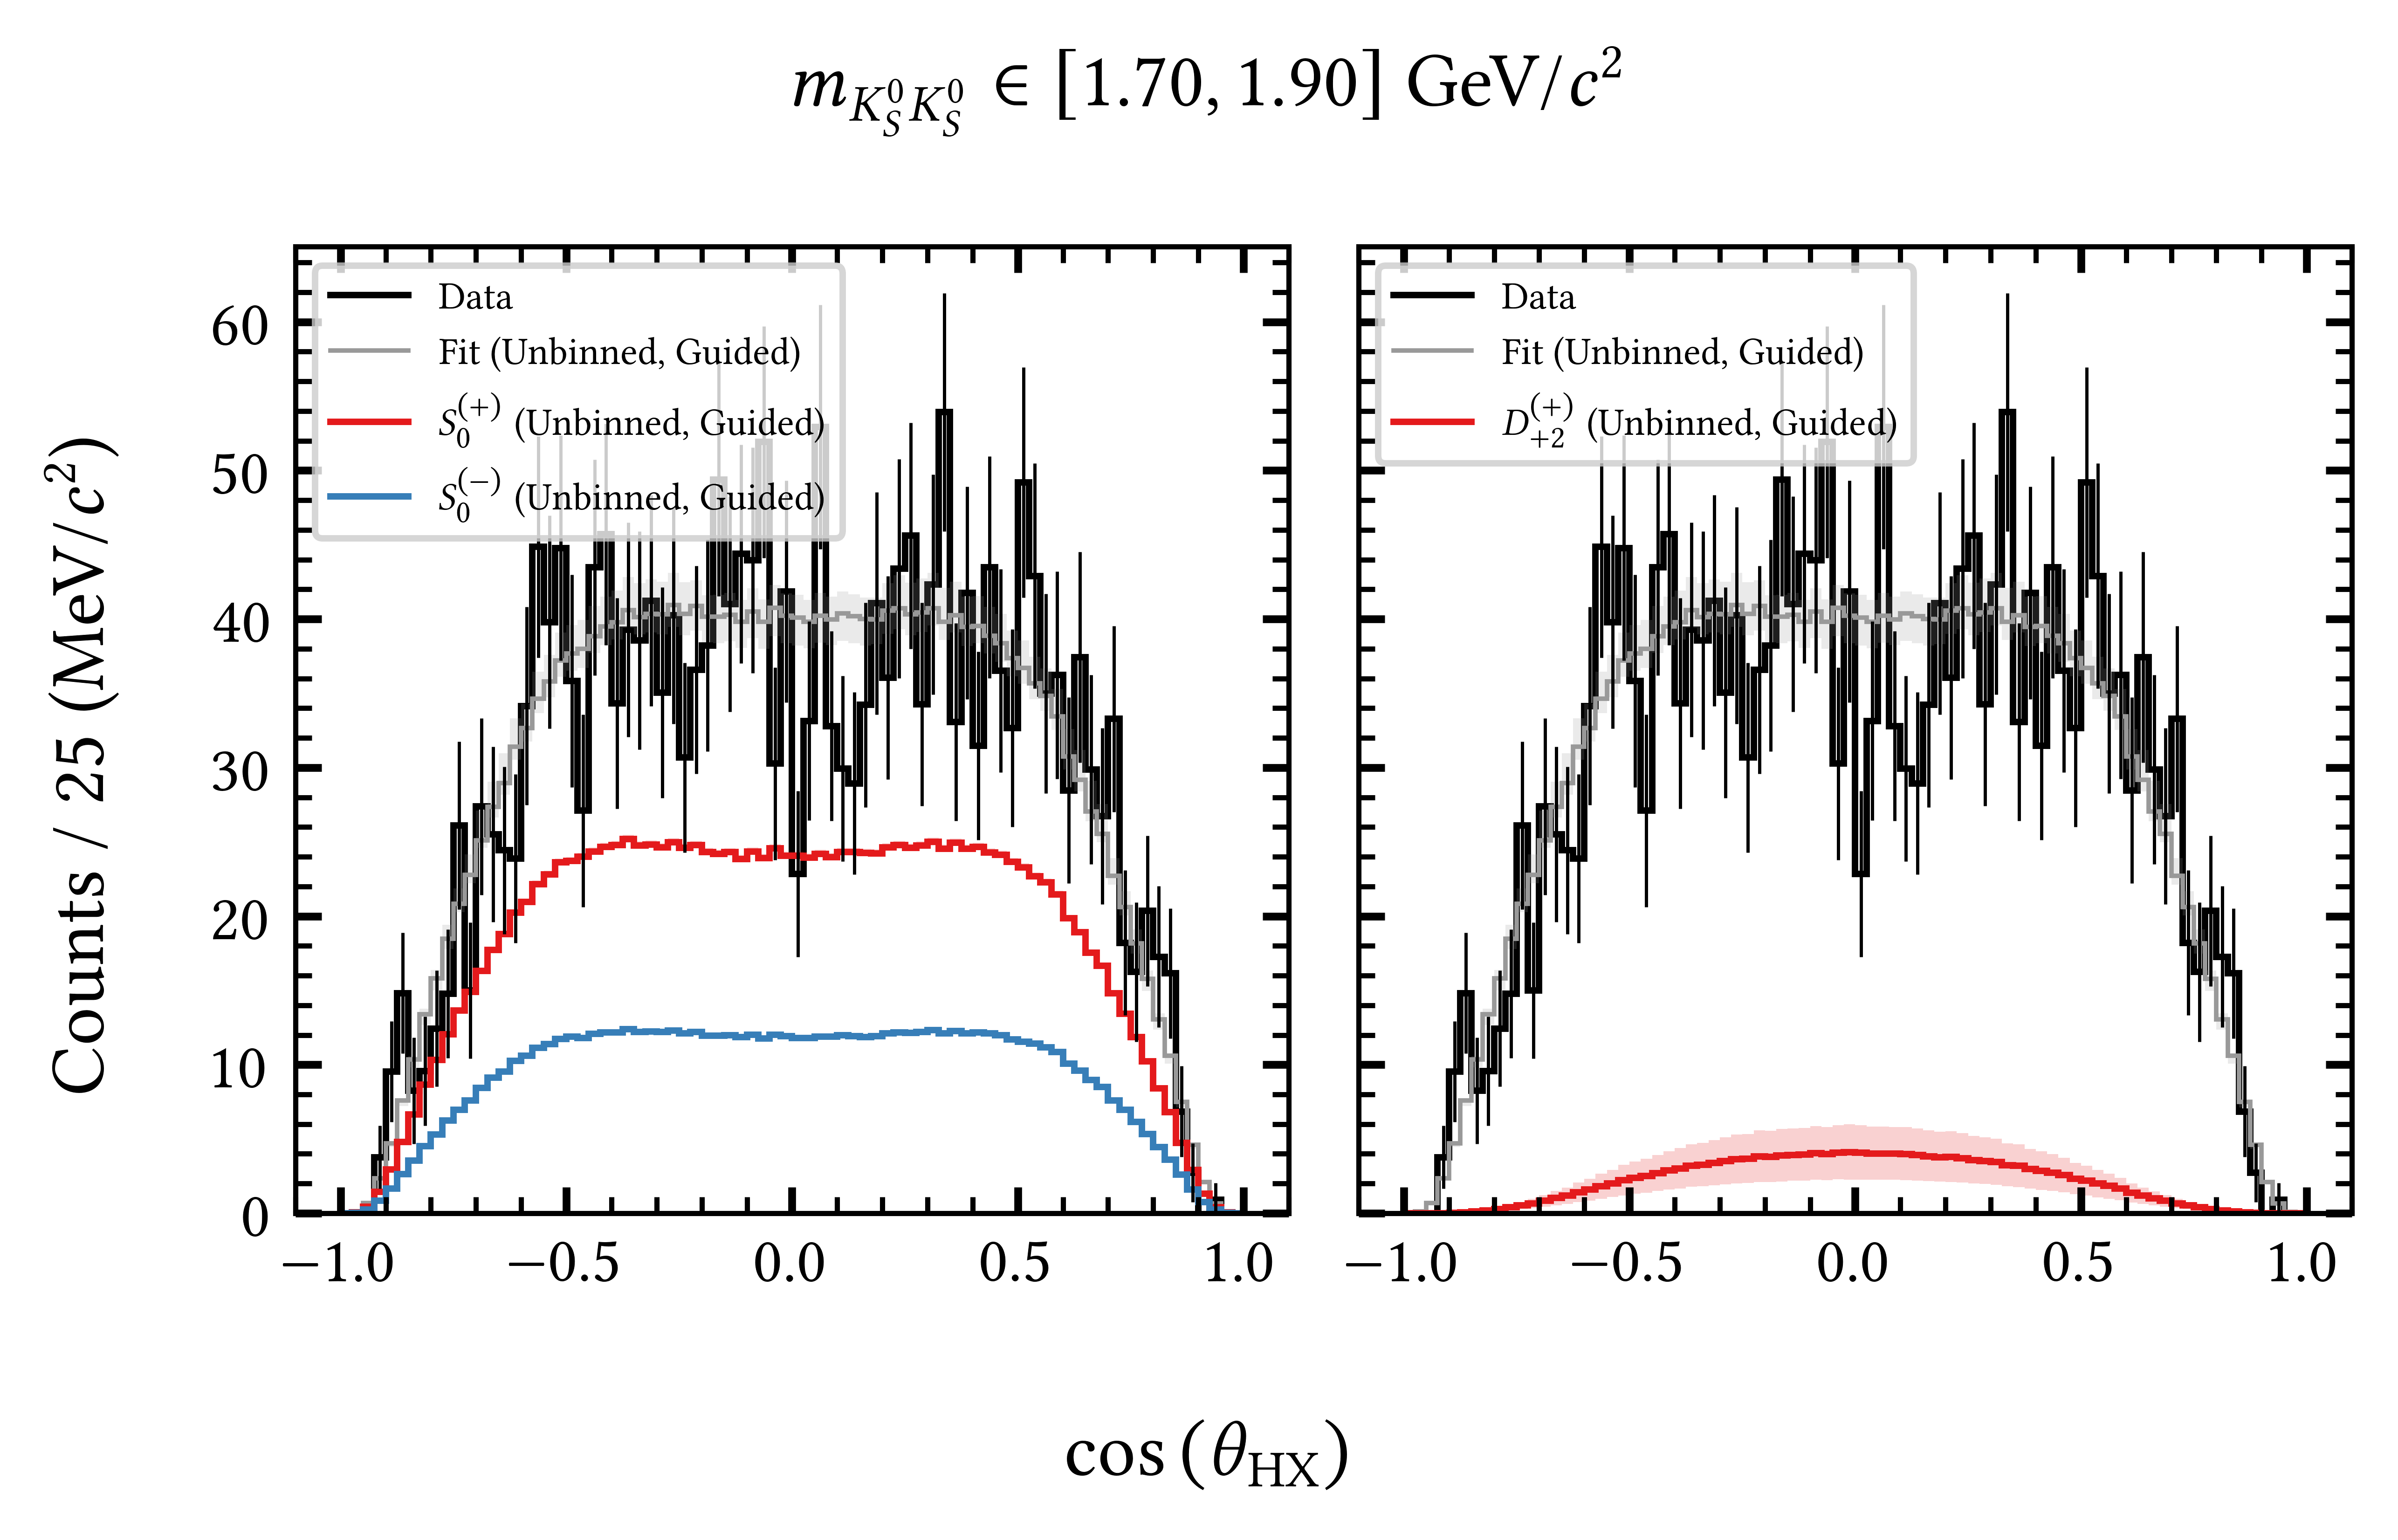 m_{K_S^0 K_S^0} ∈ [1.70, 1.90] GeV/c²
Counts / 25 (MeV/c²)
60
50
40
30
20
10
0
Data
Fit (Unbinned, Guided)
S_0^{(+)} (Unbinned, Guided)
S_0^{(−)} (Unbinned, Guided)
−1.0 −0.5 0.0 0.5 1.0
Data
Fit (Unbinned, Guided)
D_{+2}^{(+)} (Unbinned, Guided)
−1.0 −0.5 0.0 0.5 1.0
cos (θ_{HX})